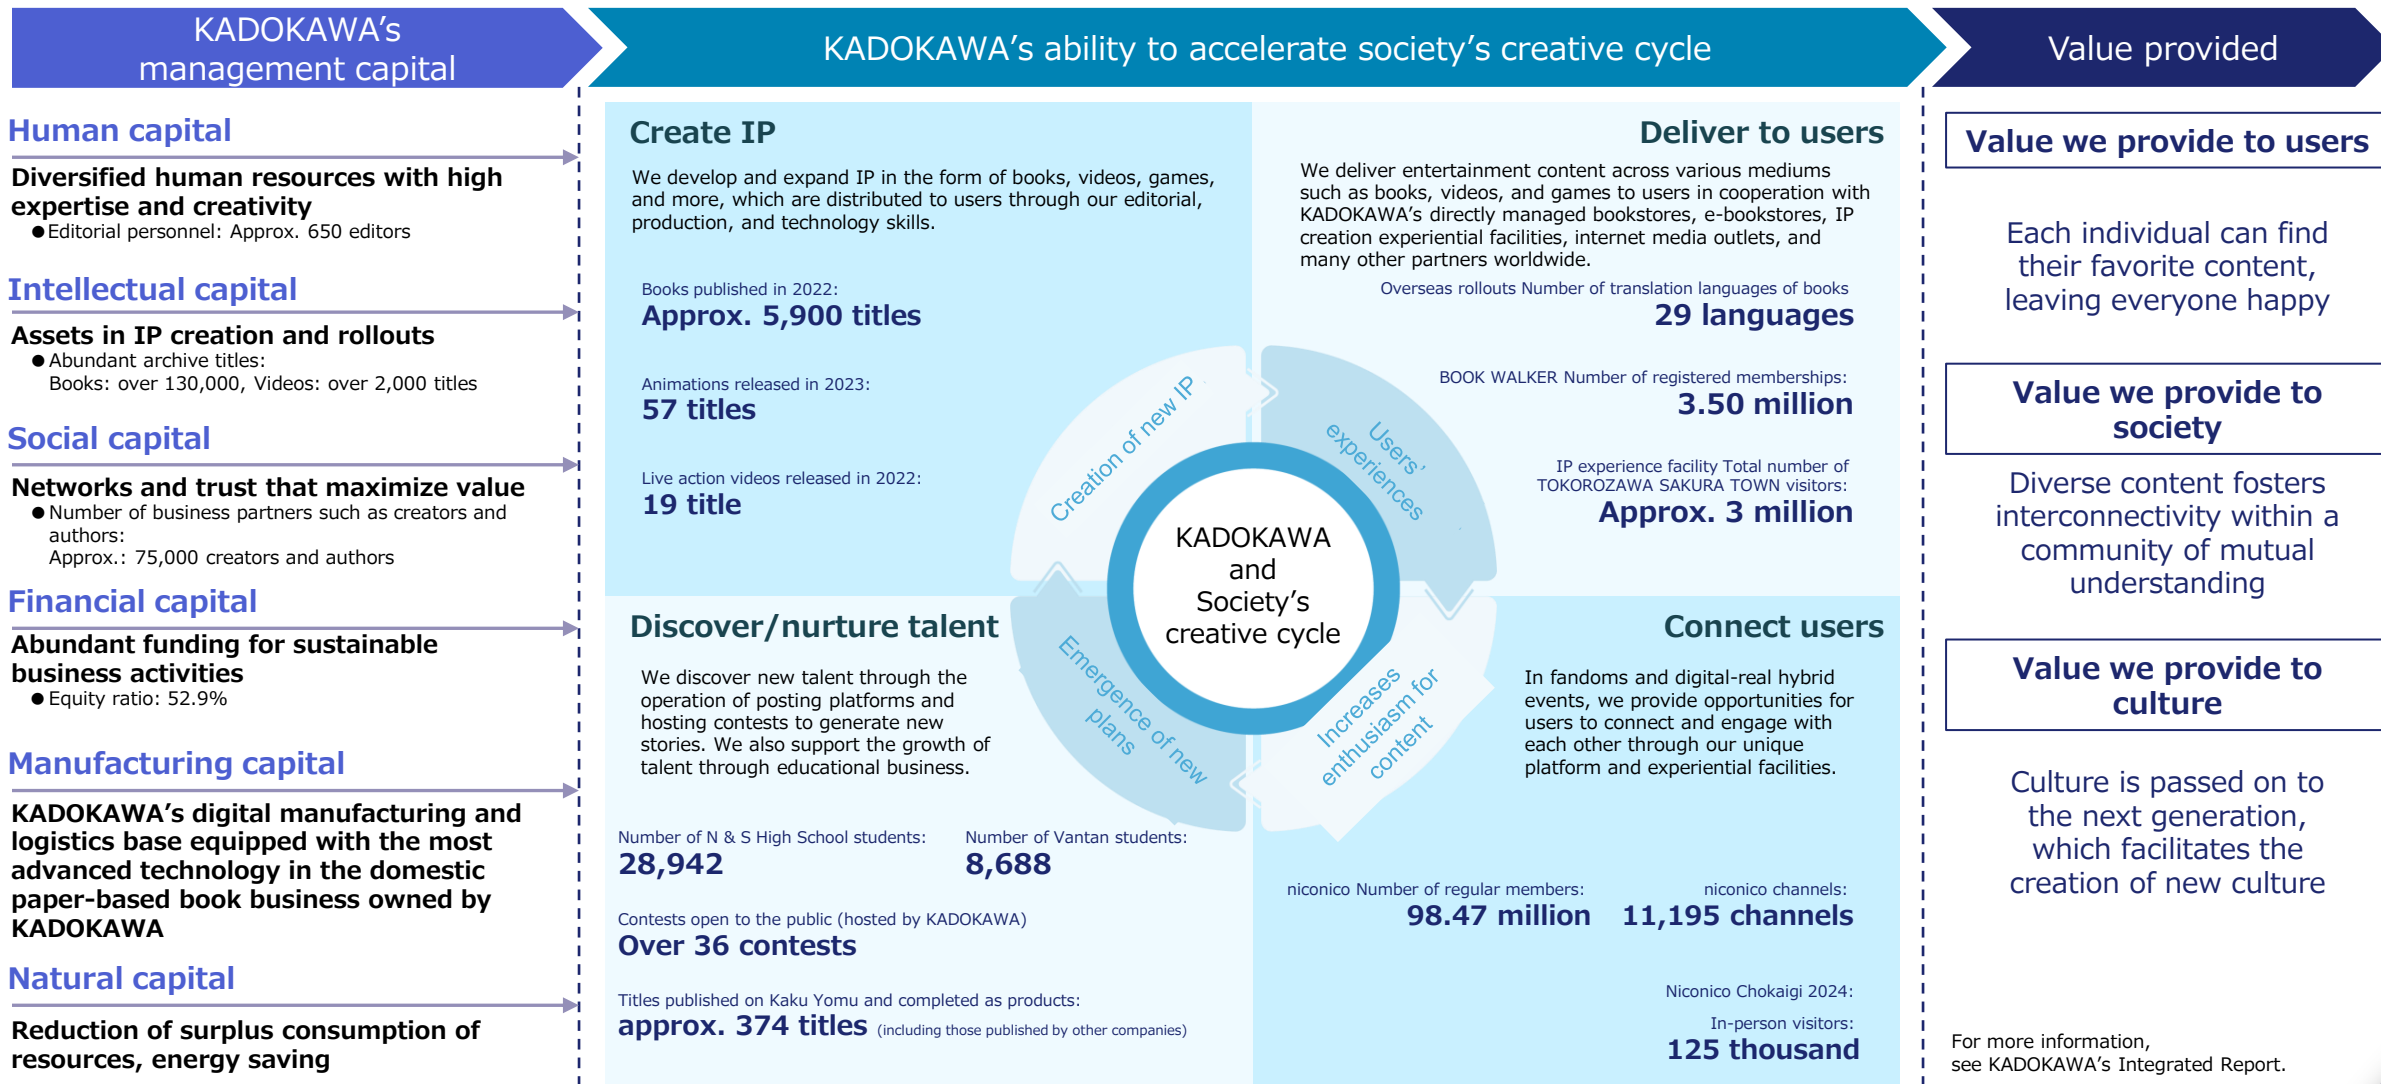 KADOKAWA's
management capital
KADOKAWA's ability to accelerate society's creative cycle
Value provided
Human capital
Diversified human resources with high
expertise and creativity
●Editorial personnel: Approx. 650 editors
Intellectual capital
Assets in IP creation and rollouts
●Abundant archive titles:
Books: over 130,000, Videos: over 2,000 titles
Social capital
Networks and trust that maximize value
●Number of business partners such as creators and
authors:
Approx.: 75,000 creators and authors
Financial capital
Abundant funding for sustainable
business activities
●Equity ratio: 52.9%
Manufacturing capital
KADOKAWA's digital manufacturing and
logistics base equipped with the most
advanced technology in the domestic
paper-based book business owned by
KADOKAWA
Natural capital
Reduction of surplus consumption of
resources, energy saving
Create IP
We develop and expand IP in the form of books, videos, games,
and more, which are distributed to users through our editorial,
production, and technology skills.
Books published in 2022:
Approx. 5,900 titles
Animations released in 2023:
57 titles
Live action videos released in 2022:
19 title
Deliver to users
We deliver entertainment content across various mediums
such as books, videos, and games to users in cooperation with
KADOKAWA's directly managed bookstores, e-bookstores, IP
creation experiential facilities, internet media outlets, and
many other partners worldwide.
Overseas rollouts Number of translation languages of books
29 languages
BOOK WALKER Number of registered memberships:
3.50 million
IP experience facility Total number of
TOKOROZAWA SAKURA TOWN visitors:
Approx. 3 million
Creation of new IP
Users'
experiences
KADOKAWA
and
Society's
creative cycle
Emergence of new
plans
Increases
enthusiasm for
content
Discover/nurture talent
We discover new talent through the
operation of posting platforms and
hosting contests to generate new
stories. We also support the growth of
talent through educational business.
Number of N & S High School students:
28,942
Number of Vantan students:
8,688
Contests open to the public (hosted by KADOKAWA)
Over 36 contests
Titles published on Kaku Yomu and completed as products:
approx. 374 titles (including those published by other companies)
Connect users
In fandoms and digital-real hybrid
events, we provide opportunities for
users to connect and engage with
each other through our unique
platform and experiential facilities.
niconico Number of regular members:
98.47 million
niconico channels:
11,195 channels
Niconico Chokaigi 2024:
In-person visitors:
125 thousand
Value we provide to users
Each individual can find
their favorite content,
leaving everyone happy
Value we provide to
society
Diverse content fosters
interconnectivity within a
community of mutual
understanding
Value we provide to
culture
Culture is passed on to
the next generation,
which facilitates the
creation of new culture
For more information,
see KADOKAWA's Integrated Report.